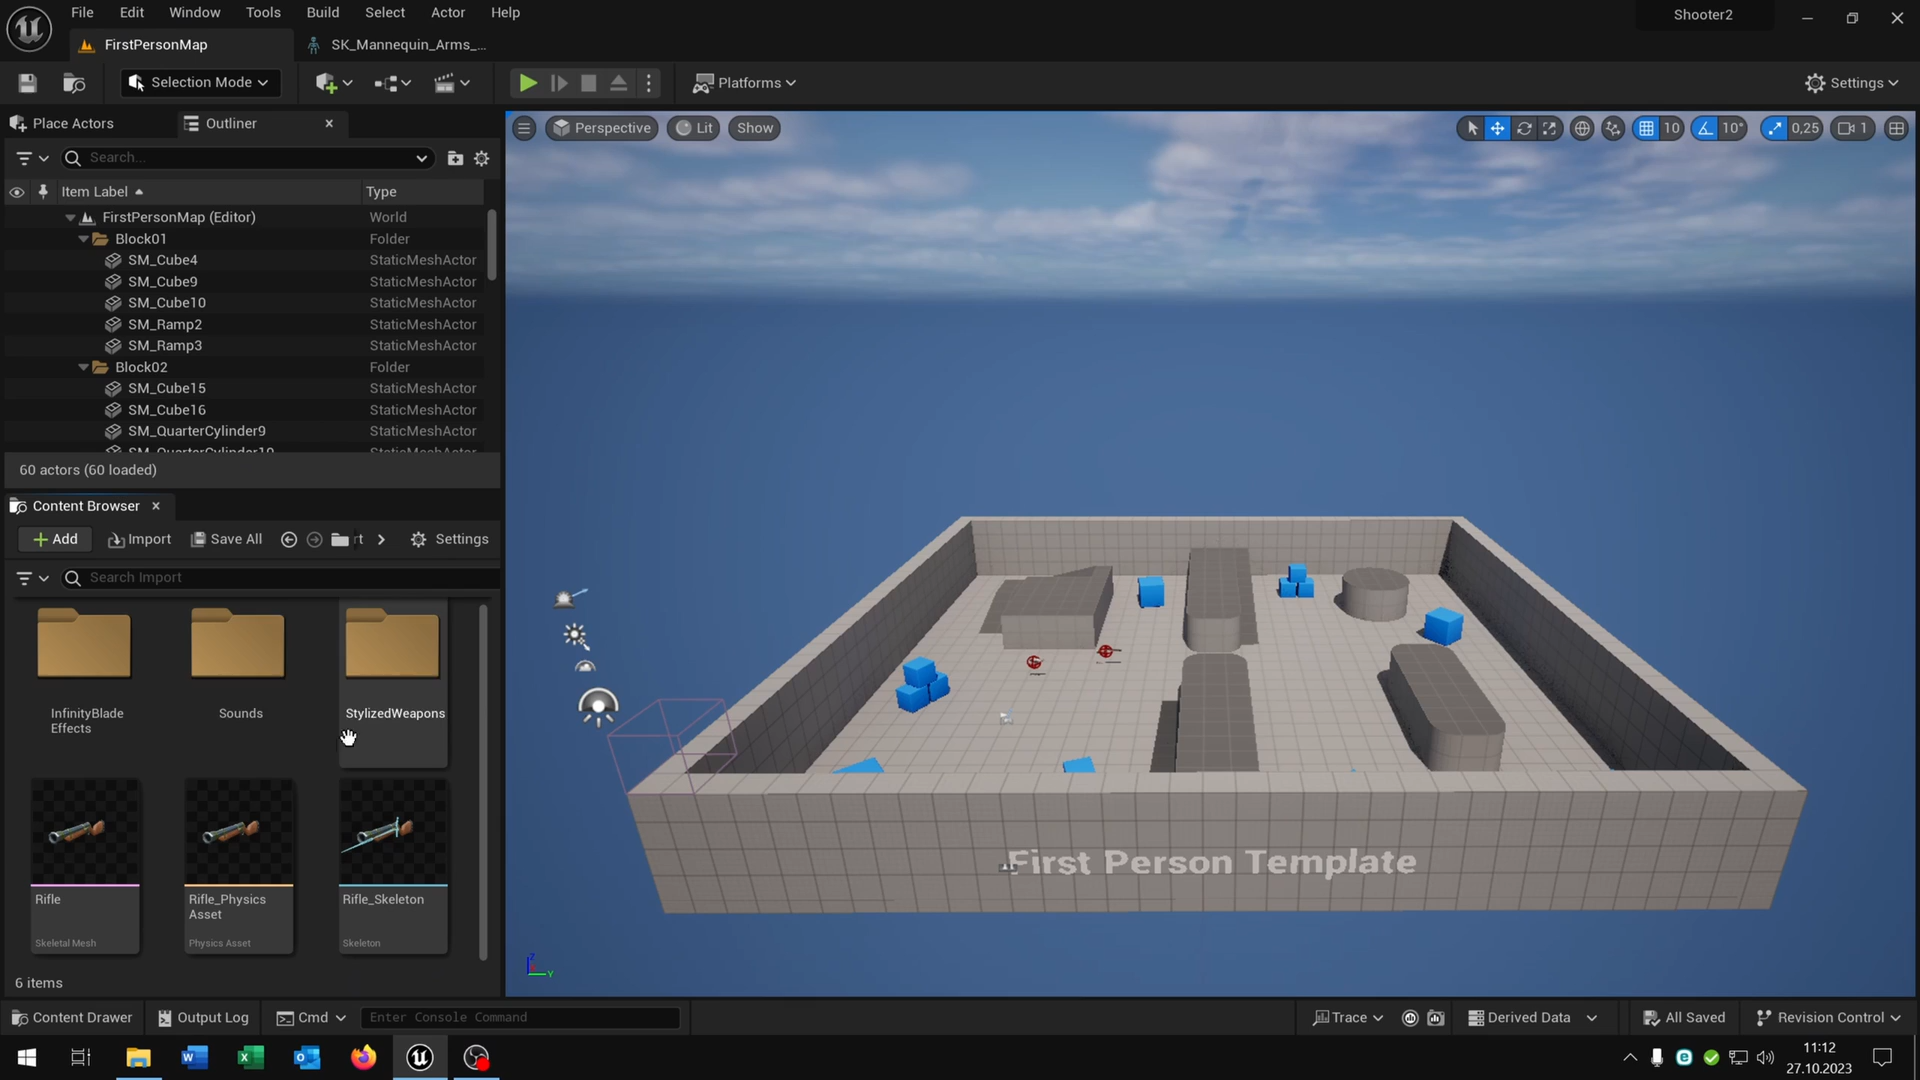 File Edit Window Tools Build Select Actor Help
Shooter2
FirstPersonMap
SK_Mannequin_Arms_...
Selection Mode
Platforms
Settings
Place Actors
Outliner
Search...
Item Label
Type
FirstPersonMap (Editor) World
Block01 Folder
SM_Cube4 StaticMeshActor
SM_Cube9 StaticMeshActor
SM_Cube10 StaticMeshActor
SM_Ramp2 StaticMeshActor
SM_Ramp3 StaticMeshActor
Block02 Folder
SM_Cube15 StaticMeshActor
SM_Cube16 StaticMeshActor
SM_QuarterCylinder9 StaticMeshActor
SM_QuarterCylinder10 StaticMeshActor
60 actors (60 loaded)
Perspective
Lit
Show
10
10°
0,25
1
Content Browser
Add
Import
Save All
rt
Settings
Search Import
InfinityBlade
Effects
Sounds
StylizedWeapons
Rifle
Skeletal Mesh
Rifle_Physics
Asset
Physics Asset
Rifle_Skeleton
Skeleton
6 items
First Person Template
Z
Y
Content Drawer
Output Log
Cmd
Enter Console Command
Trace
Derived Data
All Saved
Revision Control
11:12
27.10.2023